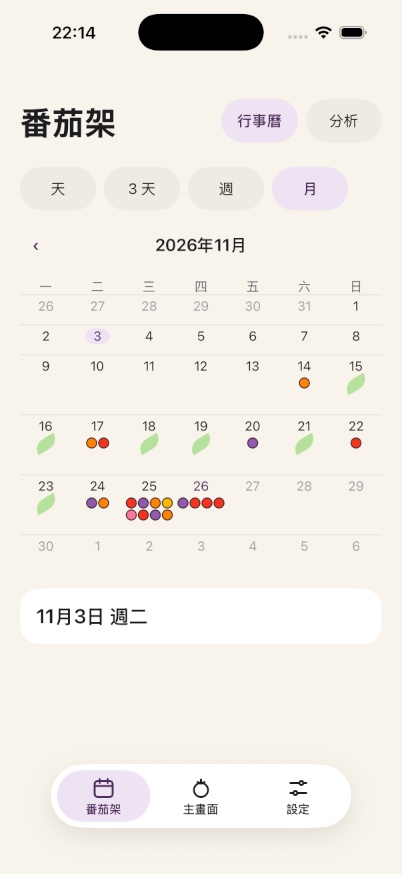 22:14
番茄架 行事曆 分析
天 3 天 週 月
‹ 2026年11月
一 二 三 四 五 六 日
26 27 28 29 30 31 1
2 3 4 5 6 7 8
9 10 11 12 13 14 15
16 17 18 19 20 21 22
23 24 25 26 27 28 29
30 1 2 3 4 5 6
11月3日 週二
番茄架 主畫面 設定